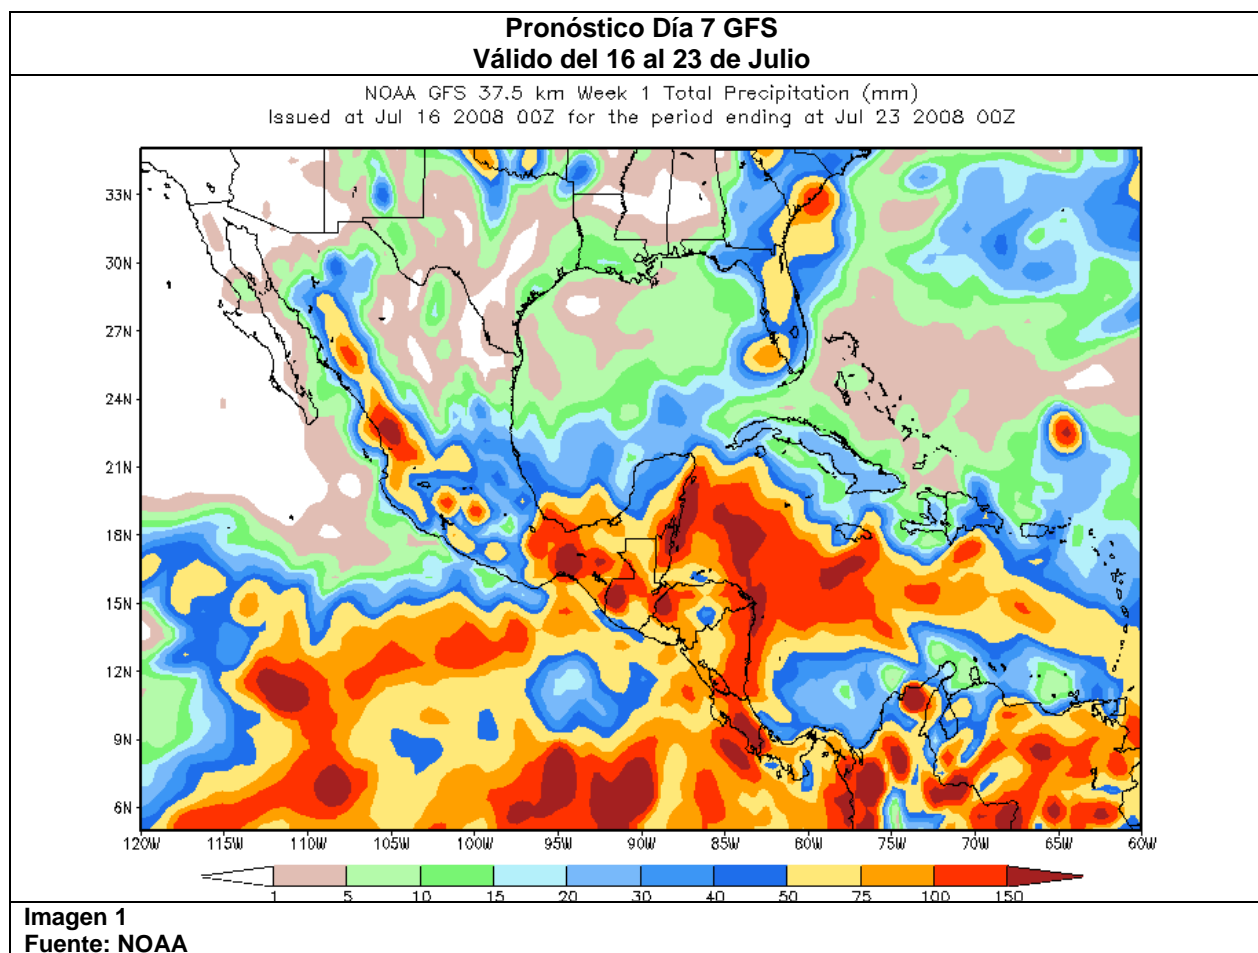 Pronóstico Día 7 GFS
Válido del 16 al 23 de Julio
NOAA GFS 37.5 km Week 1 Total Precipitation (mm)
Issued at Jul 16 2008 00Z for the period ending at Jul 23 2008 00Z
33N
30N
27N
24N
21N
18N
15N
12N
9N
6N
120W 115W 110W 105W 100W 95W 90W 85W 80W 75W 70W 65W 60W
1 5 10 15 20 30 40 50 75 100 150
Imagen 1
Fuente: NOAA